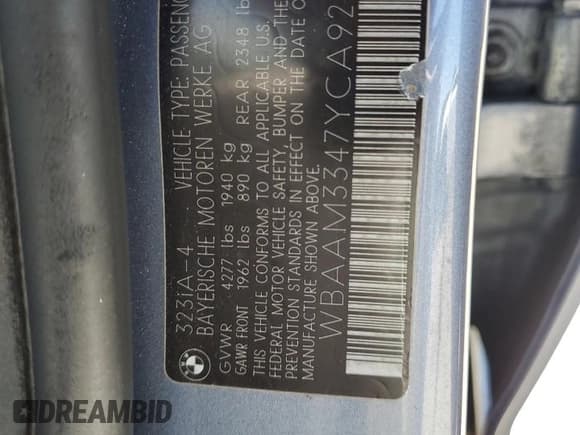 323iA-4 VEHICLE TYPE: PASSENG
BAYERISCHE MOTOREN WERKE AG
GVWR 4277 lbs 1940 kg
GAWR FRONT 1962 lbs 890 kg REAR 2348 lb
THIS VEHICLE CONFORMS TO ALL APPLICABLE U.S.
FEDERAL MOTOR VEHICLE SAFETY, BUMPER AND THE
PREVENTION STANDARDS IN EFFECT ON THE DATE O
MANUFACTURE SHOWN ABOVE.
WBAAM3347YCA92
DREAMBID